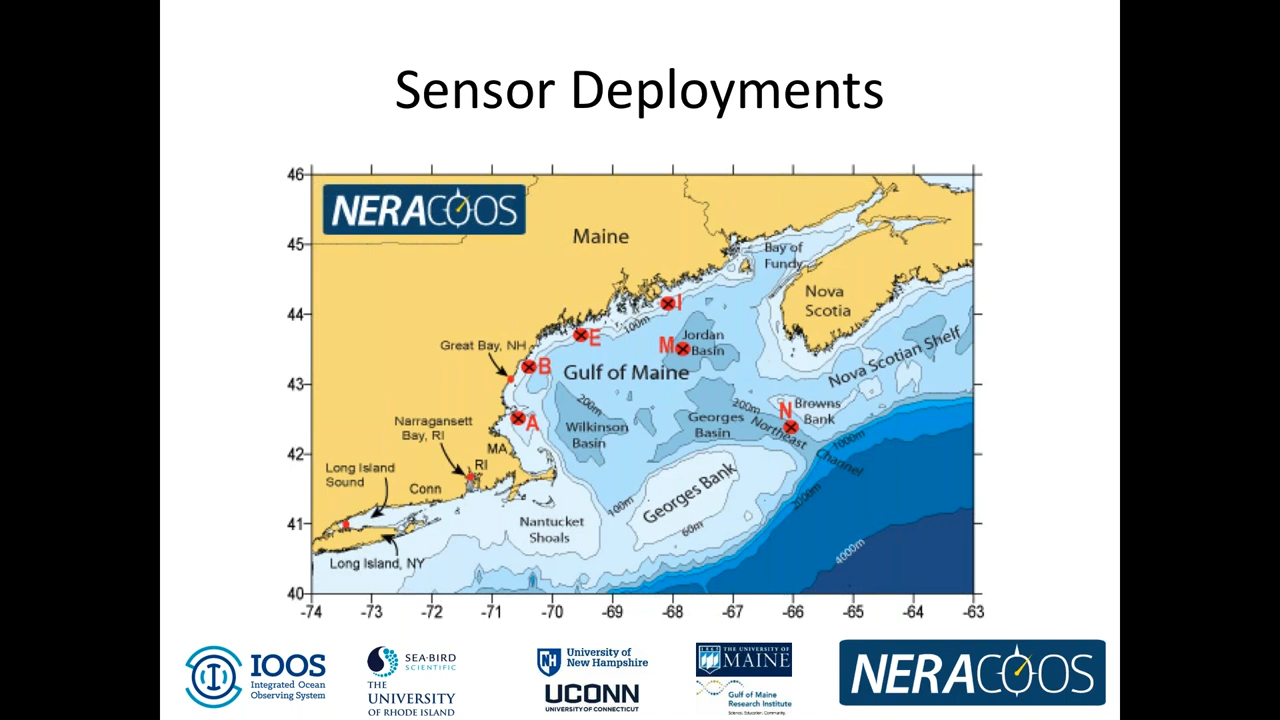 Sensor Deployments
46
NERACOOS
45
Maine
Bay of
Fundy
Nova
Scotia
44
I
100m
E
Jordan
M
Basin
Great Bay, NH
B
Gulf of Maine
Nova Scotian Shelf
43
200m
200m
N
Browns
Bank
Narragansett
Bay, RI
A
Wilkinson
Basin
Georges
Basin
Northeast
Channel
1000m
MA
42
Long Island
Sound
RI
Conn
Georges Bank
2000m
100m
41
Nantucket
Shoals
60m
4000m
Long Island, NY
40
-74 -73 -72 -71 -70 -69 -68 -67 -66 -65 -64 -63
IOOS
Integrated Ocean
Observing System
SEA·BIRD
SCIENTIFIC
THE
UNIVERSITY
OF RHODE ISLAND
NH
University of
New Hampshire
UCONN
UNIVERSITY OF CONNECTICUT
THE UNIVERSITY OF
MAINE
Gulf of Maine
Research Institute
Science. Education. Community.
NERACOOS